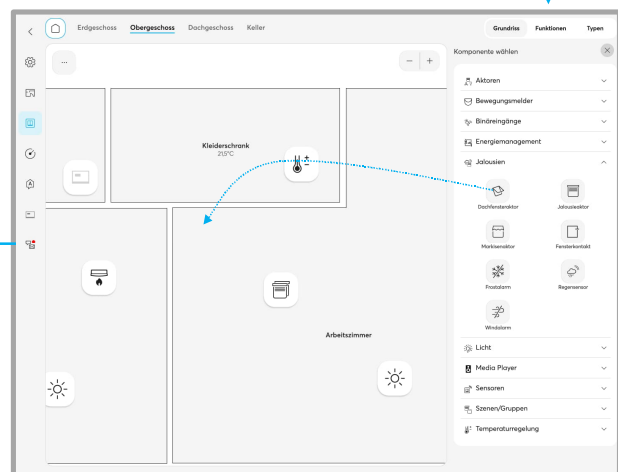 Erdgeschoss Obergeschoss Dachgeschoss Keller
Grundriss Funktionen Typen
Komponente wählen
...
− +
Aktoren
Bewegungsmelder
Binäreingänge
Energiemanagement
Jalousien
Dachfensteraktor Jalousieaktor
Markisenaktor Fensterkontakt
Frostalarm Regensensor
Windalarm
Licht
Media Player
Sensoren
Szenen/Gruppen
Temperaturregelung
Kleiderschrank
21,5°C
Arbeitszimmer